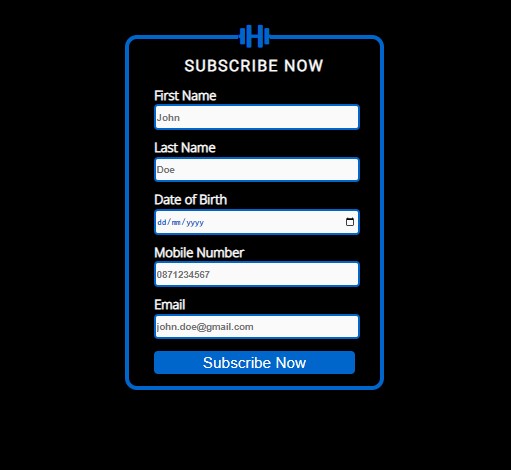 SUBSCRIBE NOW
First Name
John
Last Name
Doe
Date of Birth
dd/mm/yyyy
Mobile Number
0871234567
Email
john.doe@gmail.com
Subscribe Now